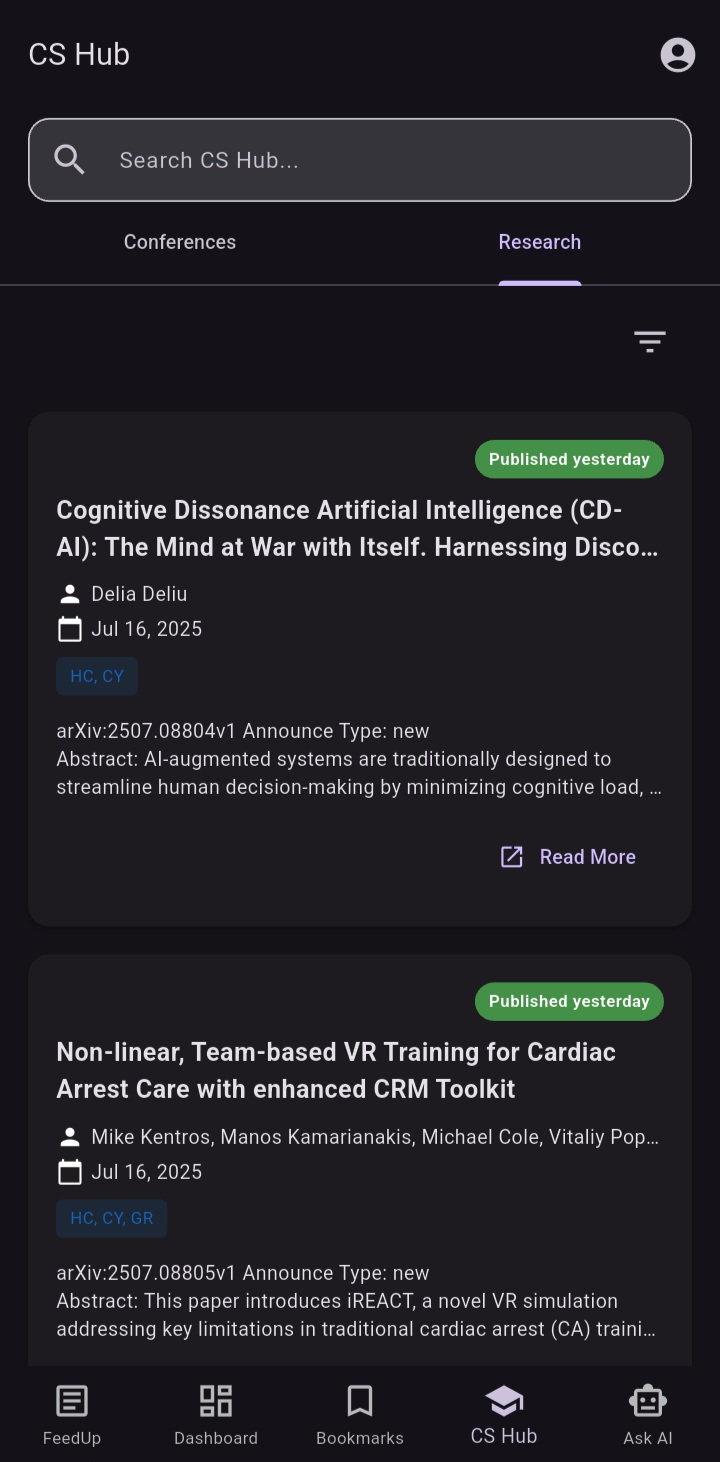 CS Hub
Search CS Hub...
Conferences
Research
Published yesterday
Cognitive Dissonance Artificial Intelligence (CD-
AI): The Mind at War with Itself. Harnessing Disco...
Delia Deliu
Jul 16, 2025
HC, CY
arXiv:2507.08804v1 Announce Type: new
Abstract: AI-augmented systems are traditionally designed to
streamline human decision-making by minimizing cognitive load, ...
Read More
Published yesterday
Non-linear, Team-based VR Training for Cardiac
Arrest Care with enhanced CRM Toolkit
Mike Kentros, Manos Kamarianakis, Michael Cole, Vitaliy Pop...
Jul 16, 2025
HC, CY, GR
arXiv:2507.08805v1 Announce Type: new
Abstract: This paper introduces iREACT, a novel VR simulation
addressing key limitations in traditional cardiac arrest (CA) traini...
FeedUp
Dashboard
Bookmarks
CS Hub
Ask AI